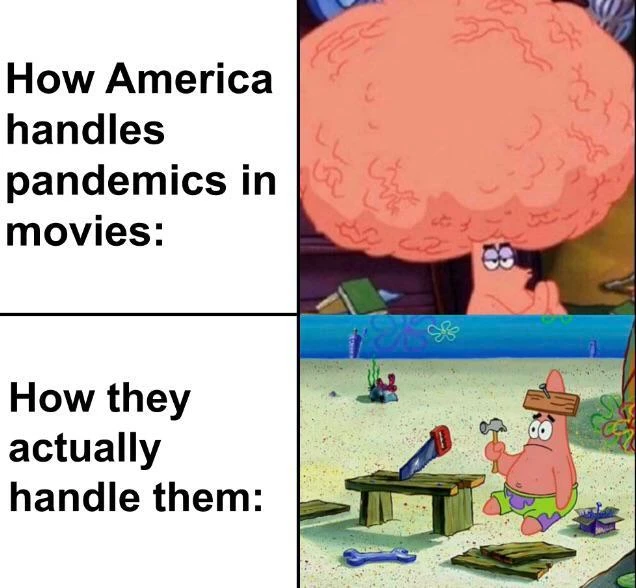 How America
handles
pandemics in
movies:
How they
actually
handle them: